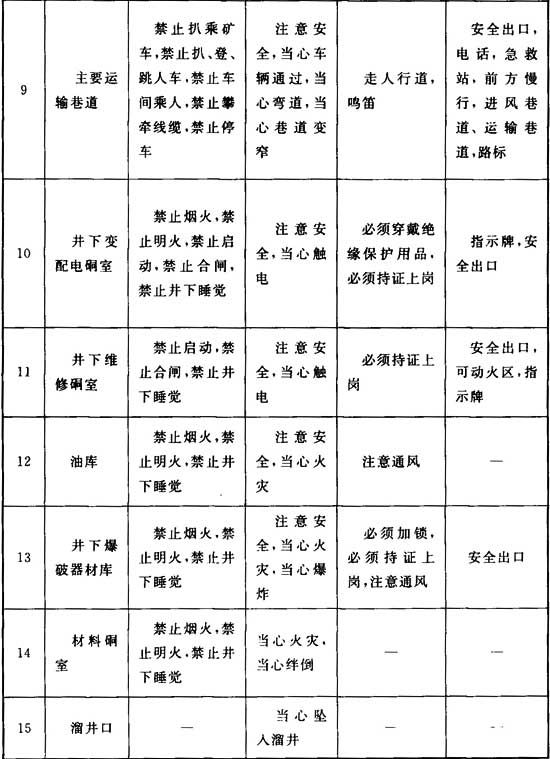 9
主要运
输巷道
禁止扒乘矿
车,禁止扒、登、
跳人车,禁止车
间乘人,禁止攀
牵线缆,禁止停
车
注意安
全,当心车
辆通过,当
心弯道,当
心巷道变
窄
走人行道,
鸣笛
安全出口,
电话,急救
站,前方慢
行,进风巷
道、运输巷
道,路标
10
井下变
配电硐室
禁止烟火,禁
止明火,禁止启
动,禁止合闸,
禁止井下睡觉
注意安
全,当心触
电
必须穿戴绝
缘保护用品,
必须持证上岗
指示牌,安
全出口
11
井下维
修硐室
禁止启动,禁
止合闸,禁止井
下睡觉
注意安
全,当心触
电
必须持证上
岗
安全出口,
可动火区,指
示牌
12
油库
禁止烟火,禁
止明火,禁止井
下睡觉
注意安
全,当心火
灾
注意通风
—
13
井下爆
破器材库
禁止烟火,禁
止明火,禁止井
下睡觉
注意安
全,当心火
灾,当心爆
炸
必须加锁,
必须持证上
岗,注意通风
安全出口
14
材料硐
室
禁止烟火,禁
止明火,禁止井
下睡觉
当心火灾,
当心绊倒
—
—
15
溜井口
—
当心坠
入溜井
—
—